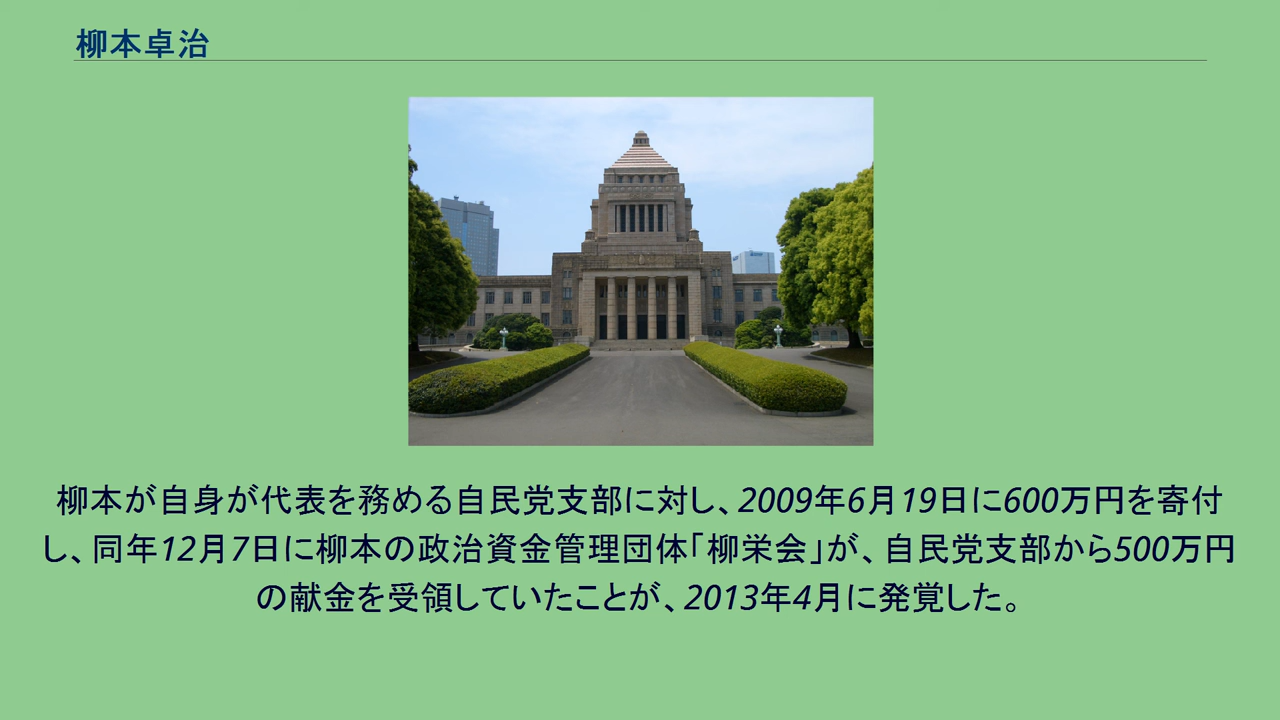 柳本卓治
柳本が自身が代表を務める自民党支部に対し、2009年6月19日に600万円を寄付
し、同年12月7日に柳本の政治資金管理団体｢柳栄会｣が、自民党支部から500万円
の献金を受領していたことが、2013年4月に発覚した。